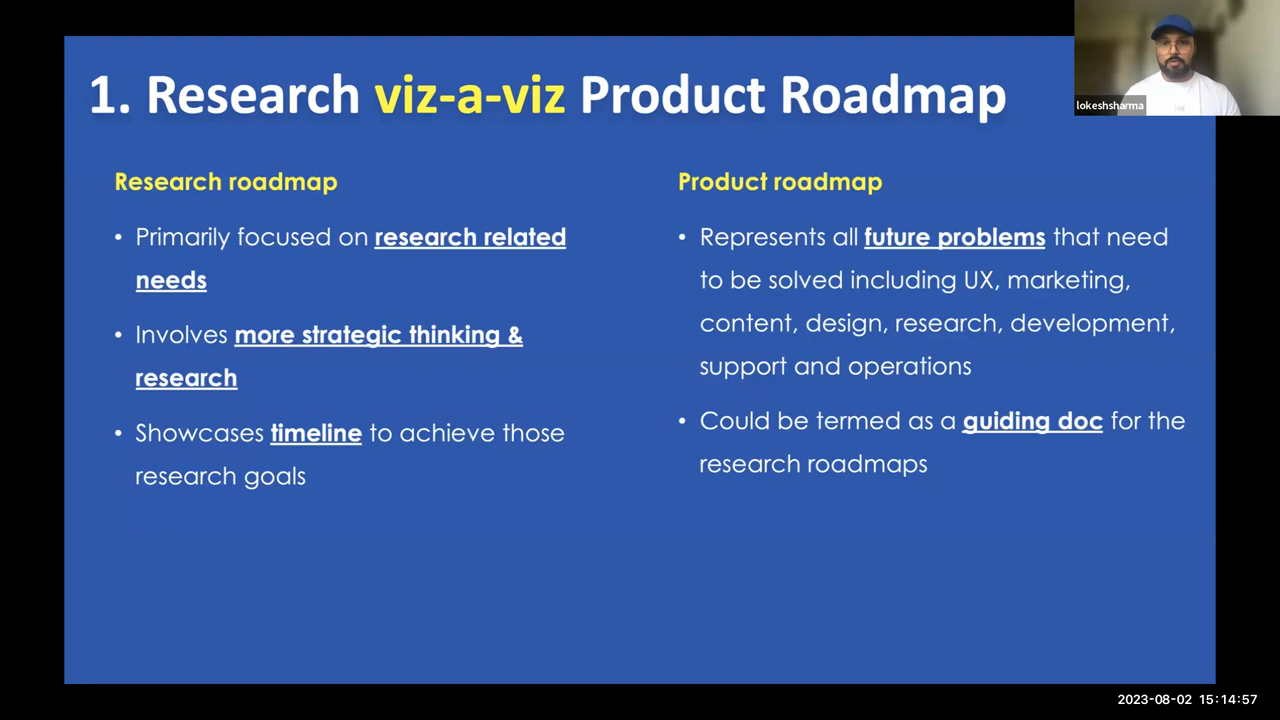 1. Research viz-a-viz Product Roadmap
lokeshsharma
Research roadmap
• Primarily focused on research related
needs
• Involves more strategic thinking &
research
• Showcases timeline to achieve those
research goals
Product roadmap
• Represents all future problems that need
to be solved including UX, marketing,
content, design, research, development,
support and operations
• Could be termed as a guiding doc for the
research roadmaps
2023-08-02 15:14:57